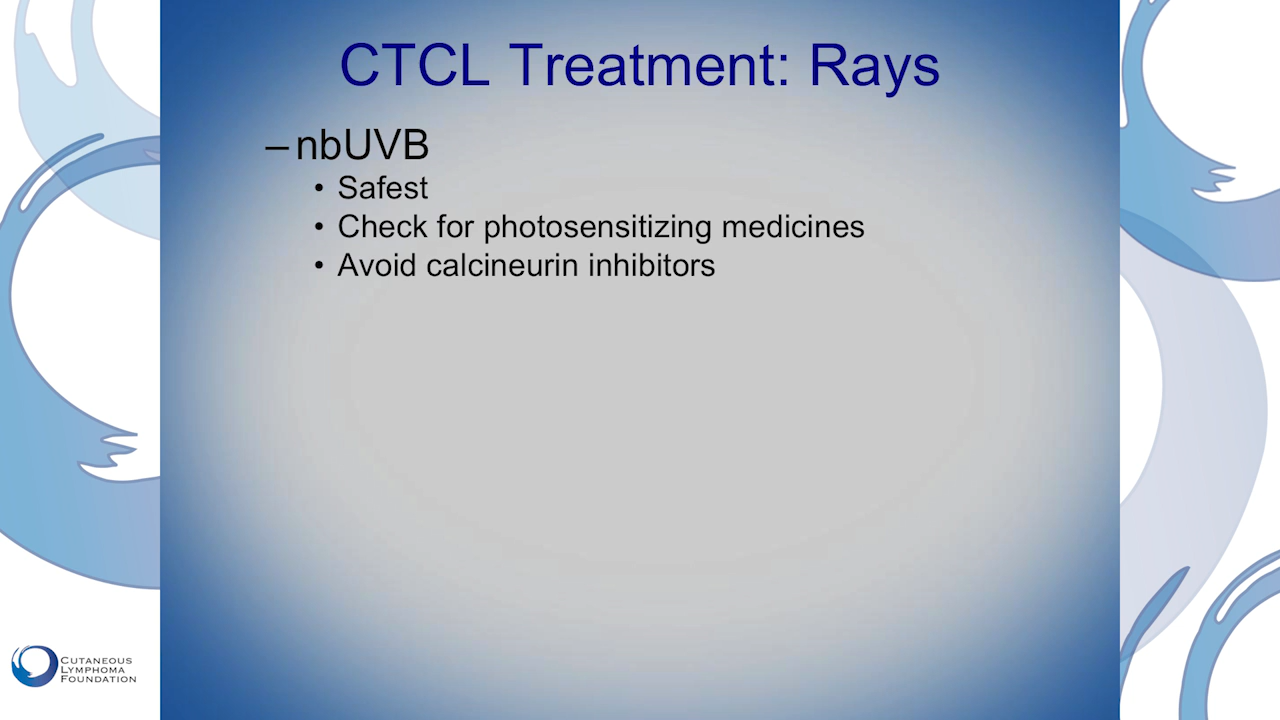 CTCL Treatment: Rays
– nbUVB
• Safest
• Check for photosensitizing medicines
• Avoid calcineurin inhibitors
CUTANEOUS
LYMPHOMA
FOUNDATION